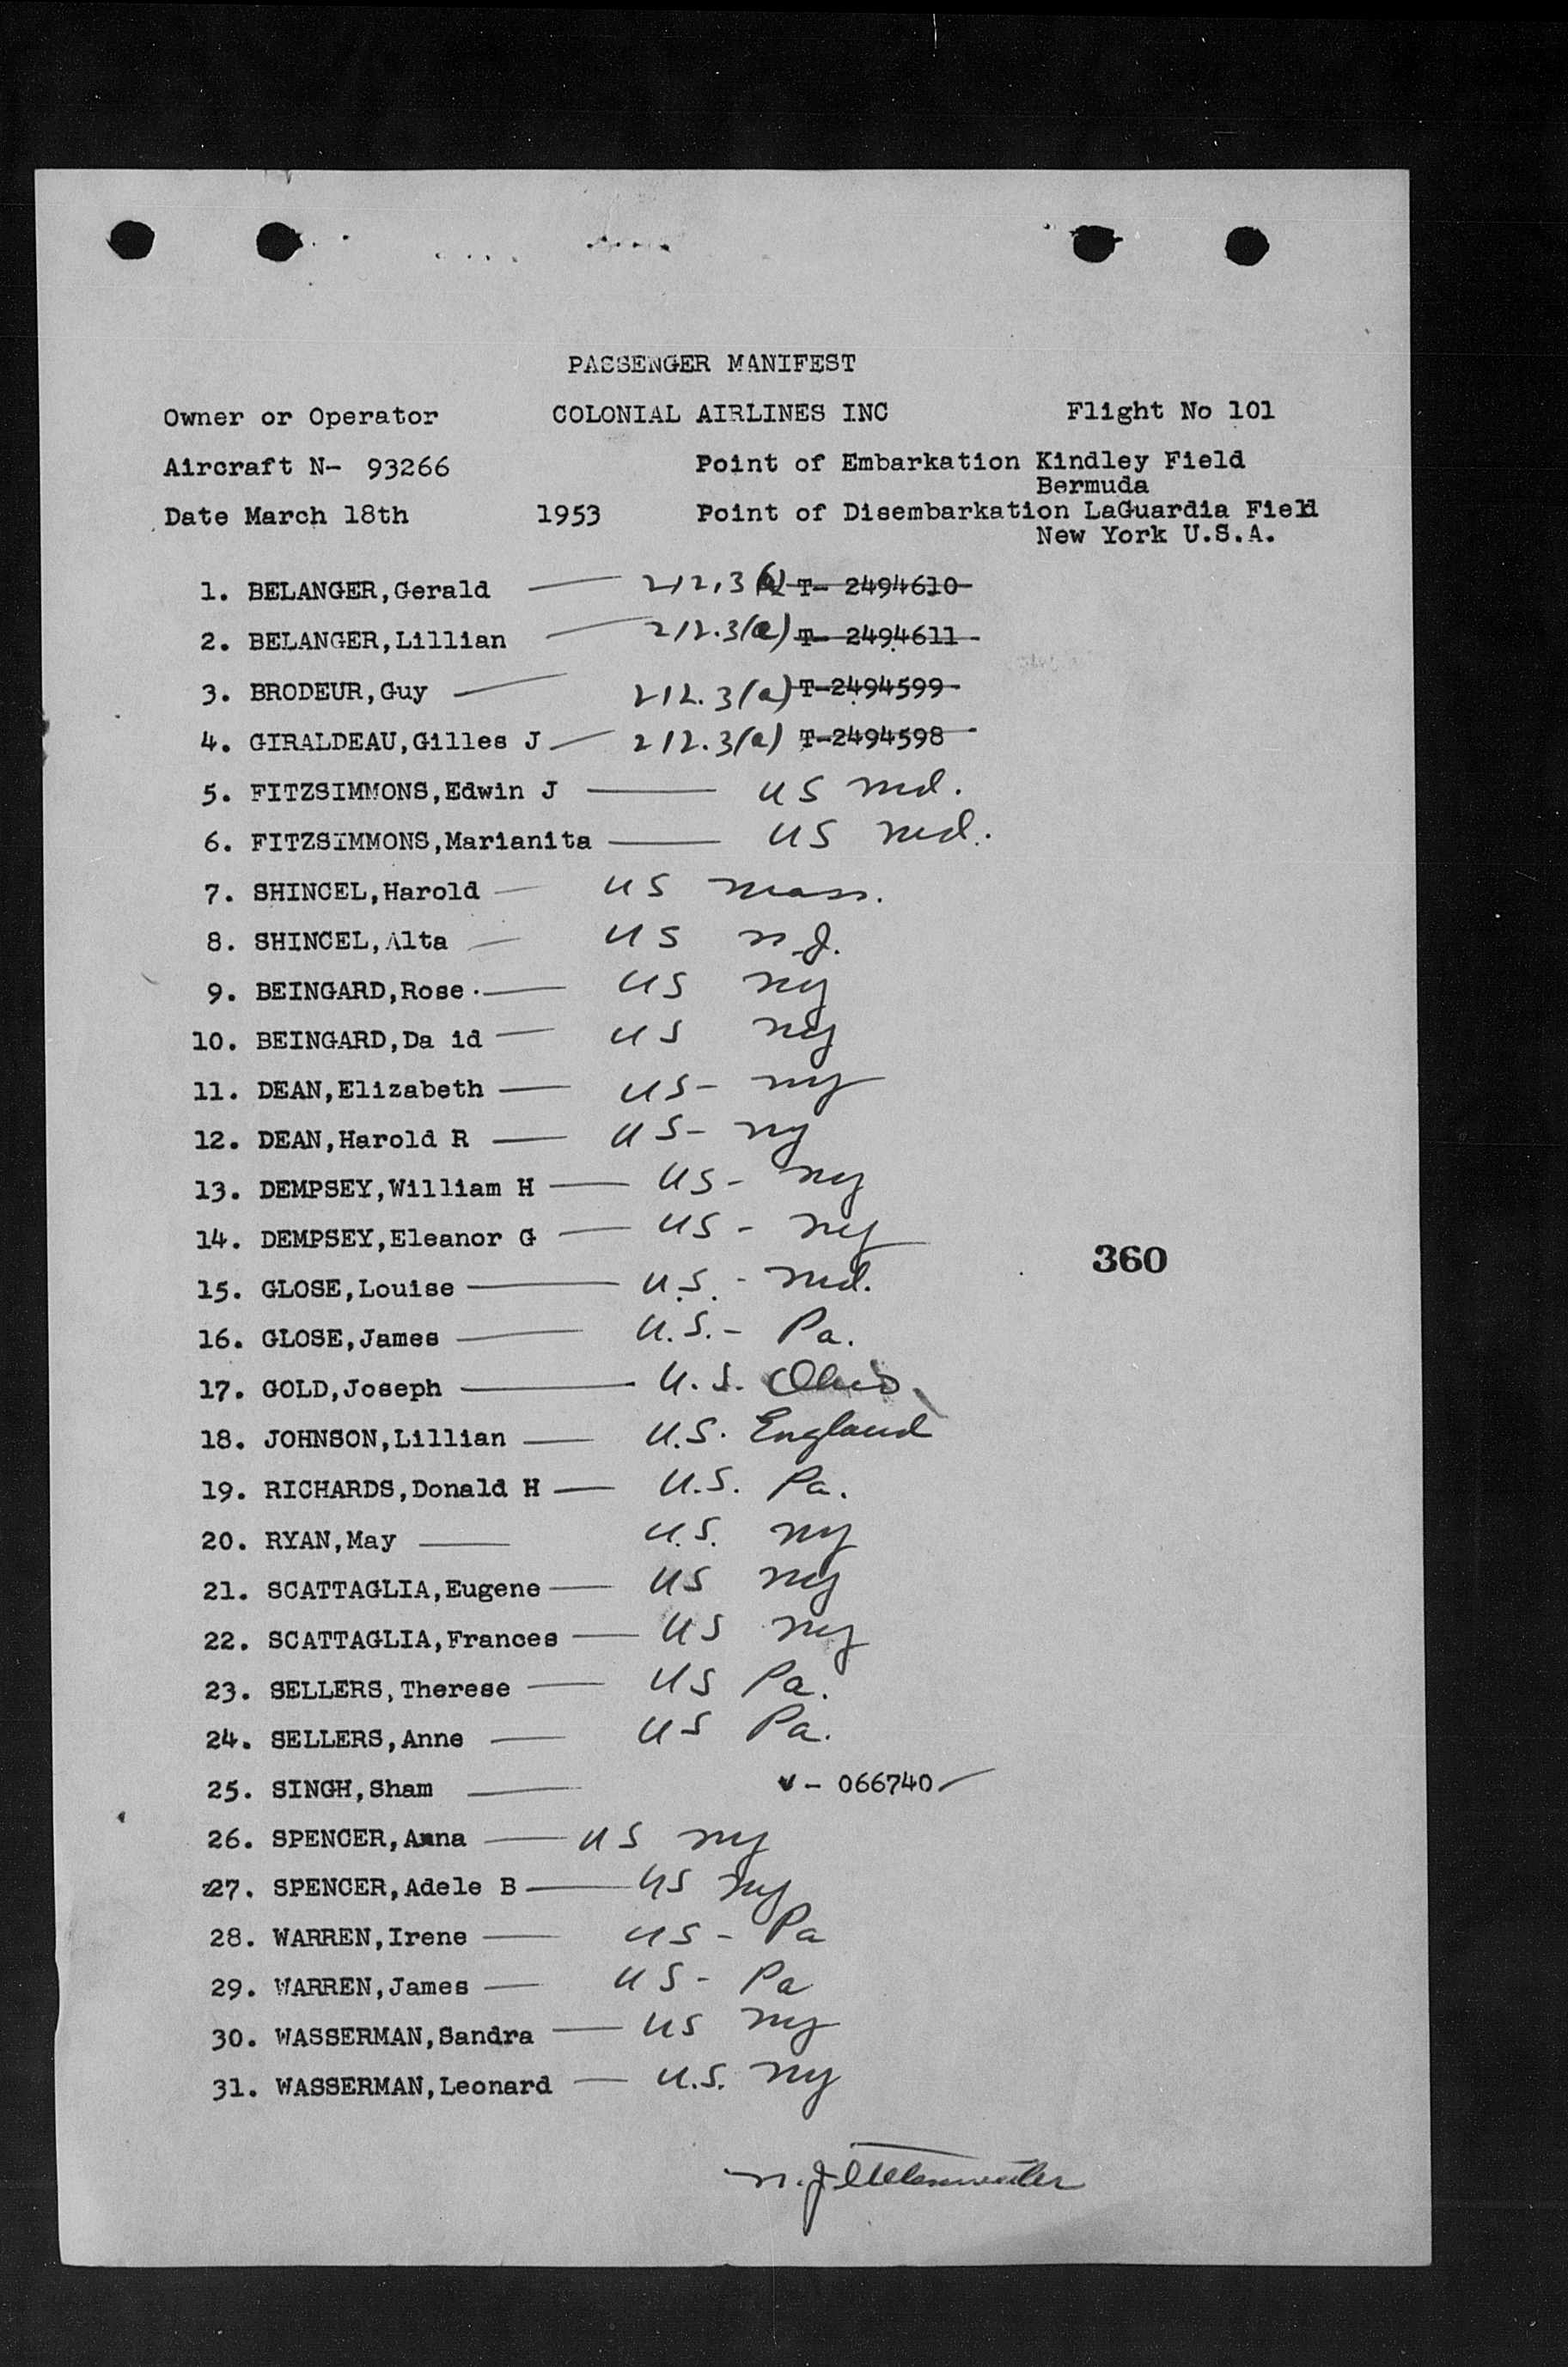 PASSENGER MANIFEST
Owner or Operator COLONIAL AIRLINES INC Flight No 101
Aircraft N- 93266 Point of Embarkation Kindley Field
Bermuda
Date March 18th 1953 Point of Disembarkation LaGuardia Field
New York U.S.A.
1. BELANGER,Gerald 212.3(a) T- 2494610
2. BELANGER,Lillian 212.3(a) T- 2494611
3. BRODEUR,Guy 212.3(a) T-2494599
4. GIRALDEAU,Gilles J 212.3(a) T-2494598
5. FITZSIMMONS,Edwin J US Md.
6. FITZSIMMONS,Marianita US Md.
7. SHINCEL,Harold US Mass.
8. SHINCEL,Alta US N.J.
9. BEINGARD,Rose US NY
10. BEINGARD,Da id US NY
11. DEAN,Elizabeth US- NY
12. DEAN,Harold R US- NY
13. DEMPSEY,William H US- NY
14. DEMPSEY,Eleanor G US - NY
360
15. GLOSE,Louise U.S. - Md.
16. GLOSE,James U.S.- Pa.
17. GOLD,Joseph U.S. Ohio
18. JOHNSON,Lillian U.S. England
19. RICHARDS,Donald H U.S. Pa.
20. RYAN,May U.S. NY
21. SCATTAGLIA,Eugene US NY
22. SCATTAGLIA,Frances US NY
23. SELLERS,Therese US Pa.
24. SELLERS,Anne US Pa.
25. SINGH,Sham V- 066740
26. SPENCER,Anna US NY
27. SPENCER,Adele B US NY
28. WARREN,Irene US - Pa
29. WARREN,James US- Pa
30. WASSERMAN,Sandra US NY
31. WASSERMAN,Leonard U.S. NY